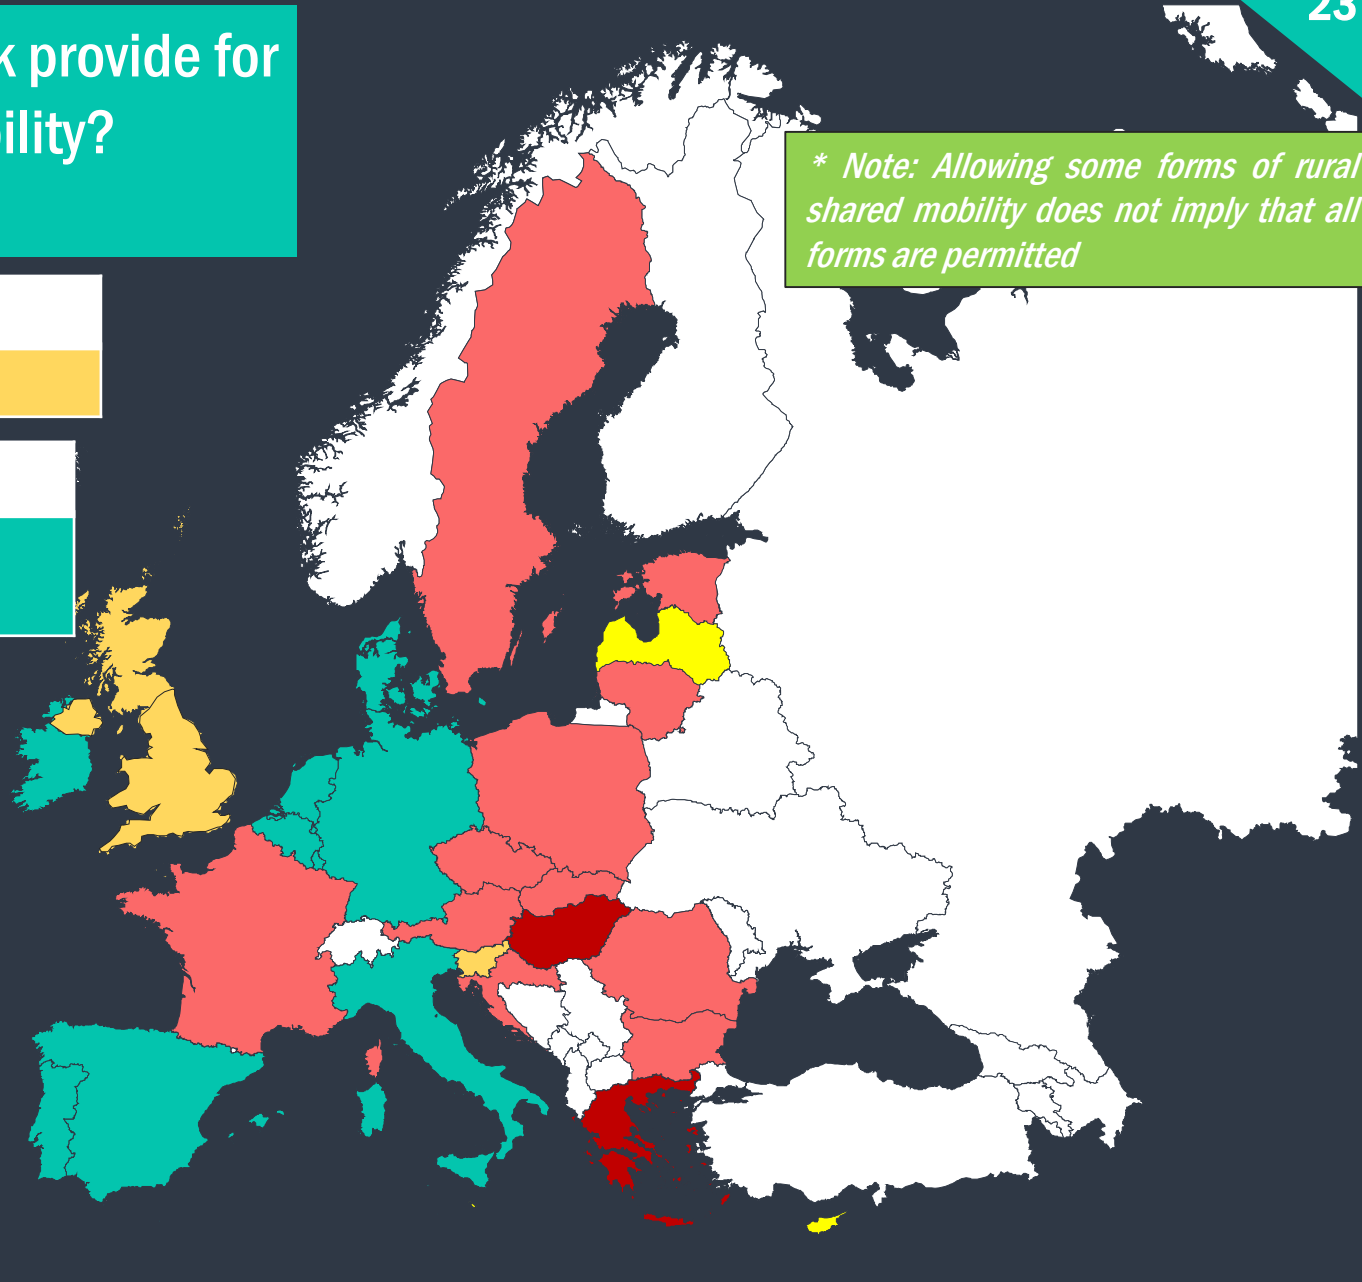 23
k provide for
bility?
* Note: Allowing some forms of rural
shared mobility does not imply that all
forms are permitted